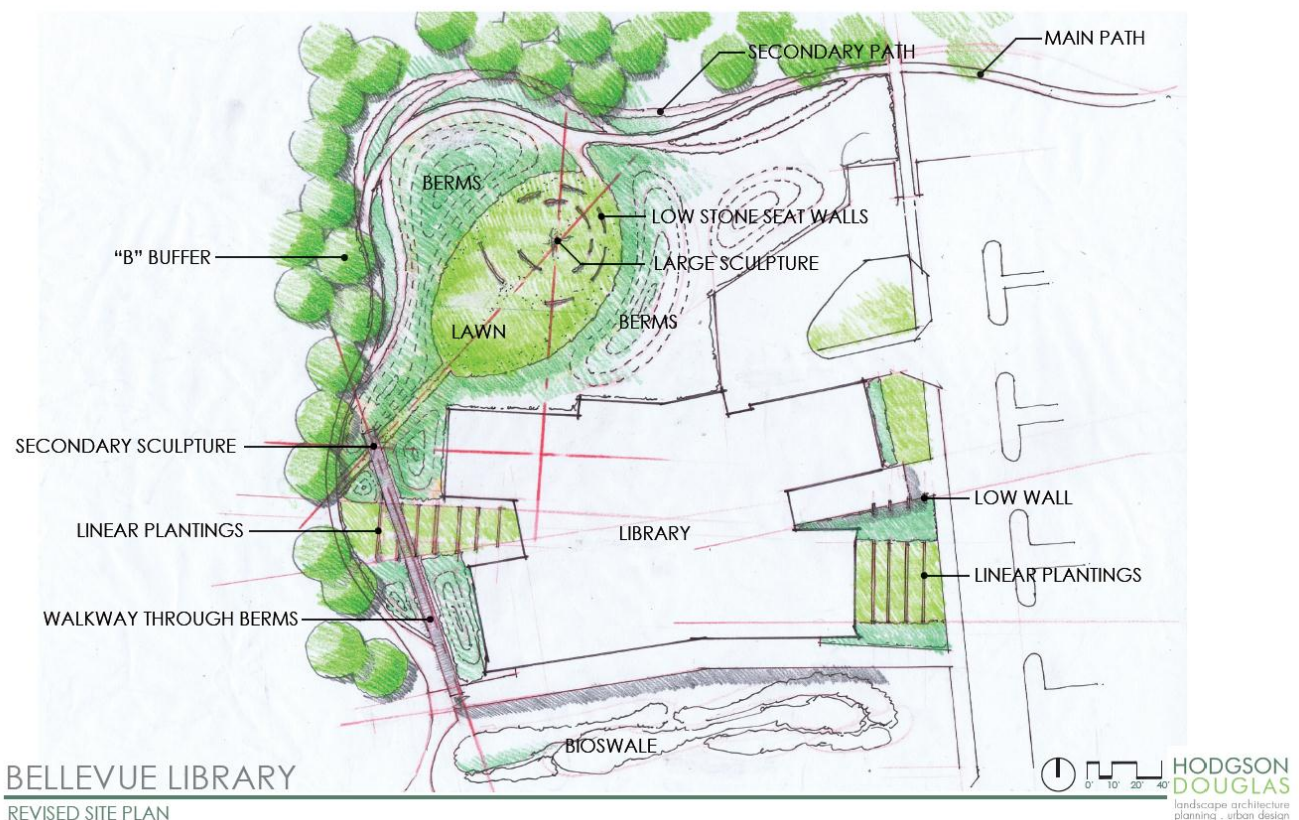 MAIN PATH
SECONDARY PATH
BERMS
LOW STONE SEAT WALLS
"B" BUFFER
LARGE SCULPTURE
BERMS
LAWN
SECONDARY SCULPTURE
LOW WALL
LINEAR PLANTINGS
LIBRARY
LINEAR PLANTINGS
WALKWAY THROUGH BERMS
BIOSWALE
BELLEVUE LIBRARY
REVISED SITE PLAN
0' 10' 20' 40'
HODGSON
DOUGLAS
landscape architecture
planning . urban design